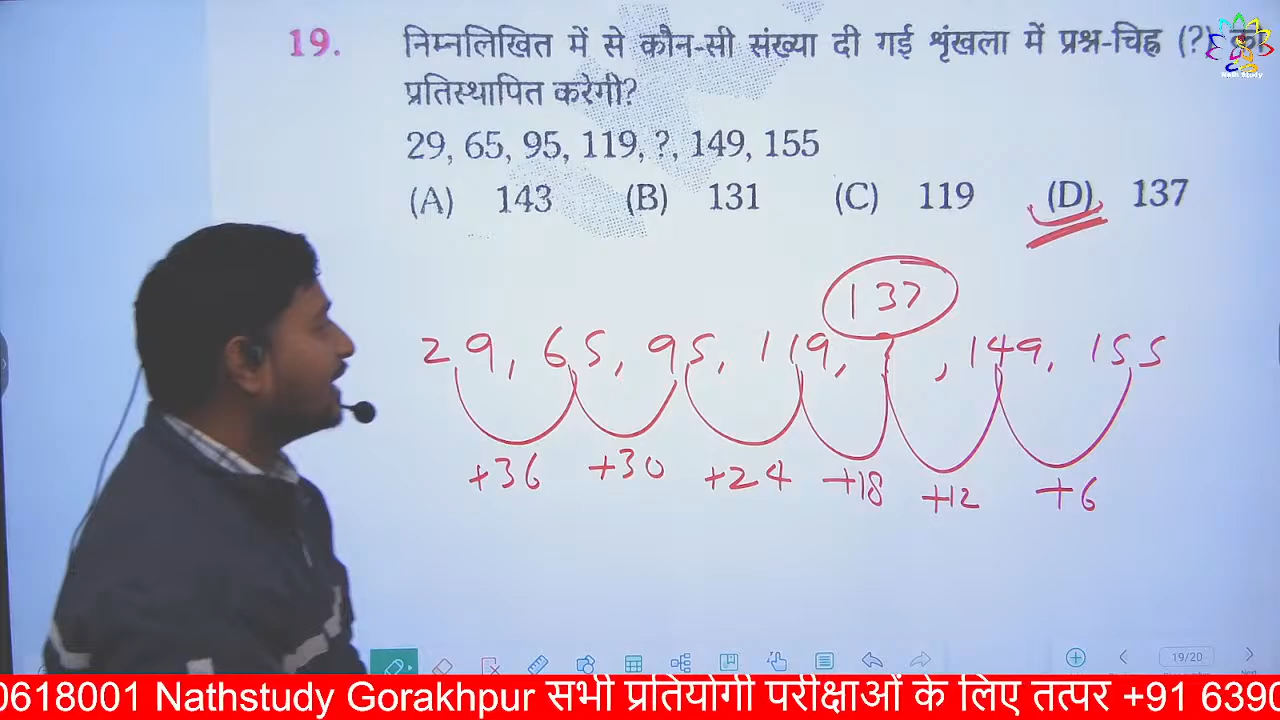 19. निम्नलिखित में से कौन-सी संख्या दी गई शृंखला में प्रश्न-चिह्न (?) को
प्रतिस्थापित करेगी?
29, 65, 95, 119, ?, 149, 155
(A) 143 (B) 131 (C) 119 (D) 137
137
29, 65, 95, 119, ?, 149, 155
+36 +30 +24 +18 +12 +6
19/20
0618001 Nathstudy Gorakhpur सभी प्रतियोगी परीक्षाओं के लिए तत्पर +91 6390
Nath Study